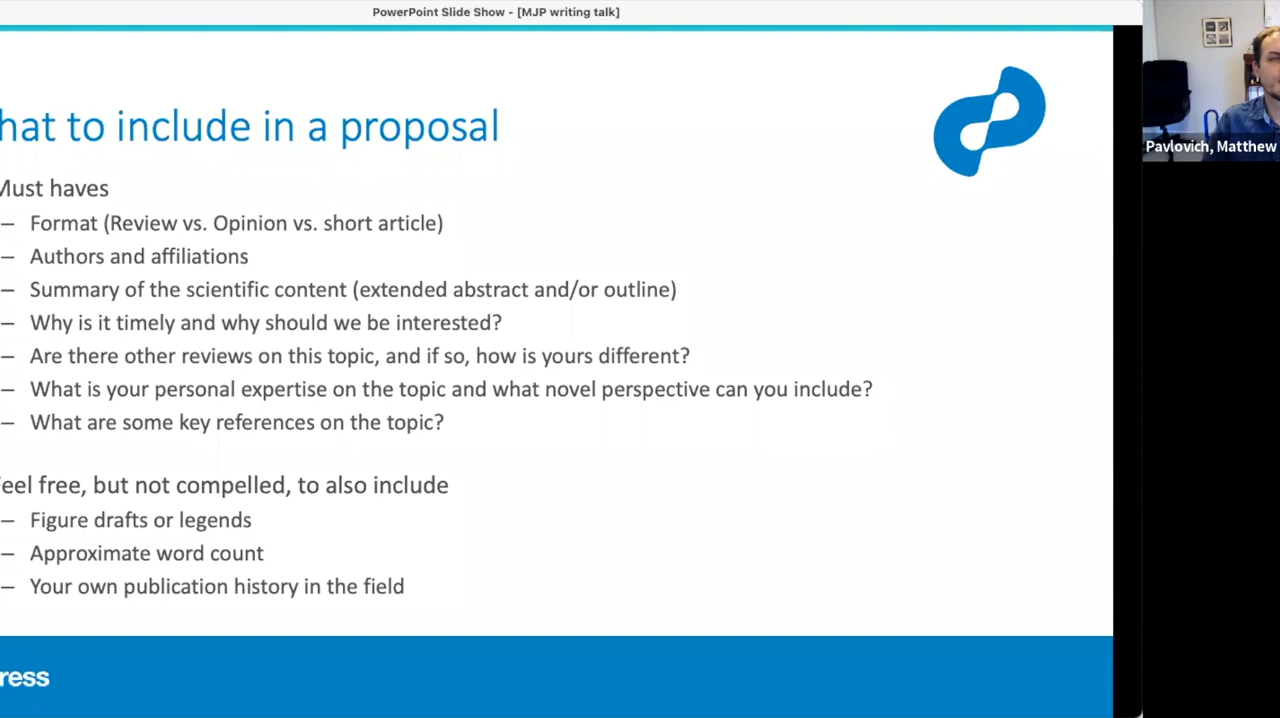 PowerPoint Slide Show - [MJP writing talk]
hat to include in a proposal
Must haves
– Format (Review vs. Opinion vs. short article)
– Authors and affiliations
– Summary of the scientific content (extended abstract and/or outline)
– Why is it timely and why should we be interested?
– Are there other reviews on this topic, and if so, how is yours different?
– What is your personal expertise on the topic and what novel perspective can you include?
– What are some key references on the topic?
eel free, but not compelled, to also include
– Figure drafts or legends
– Approximate word count
– Your own publication history in the field
ress
Pavlovich, Matthew